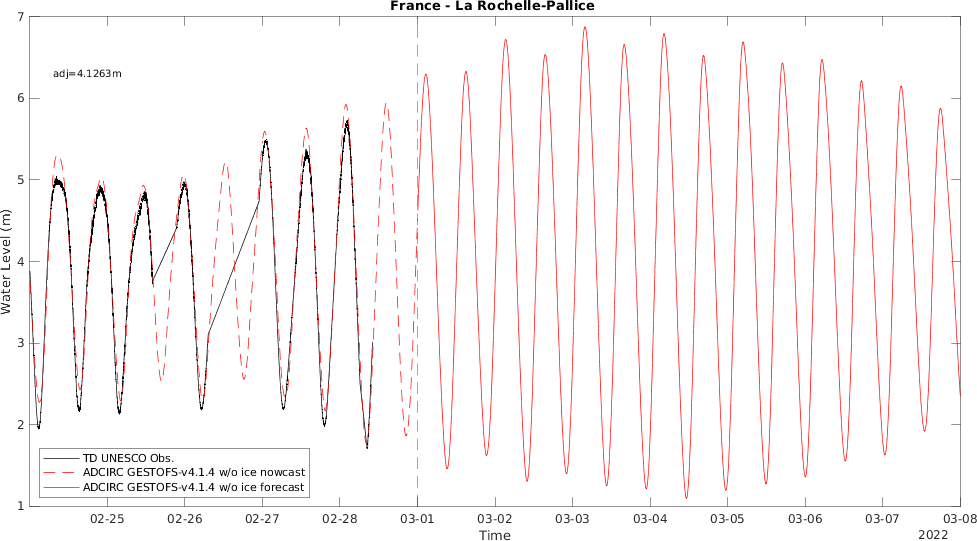 France - La Rochelle-Pallice
7
6
5
4
3
2
1
Water Level (m)
adj=4.1263m
TD UNESCO Obs.
ADCIRC GESTOFS-v4.1.4 w/o ice nowcast
ADCIRC GESTOFS-v4.1.4 w/o ice forecast
02-25 02-26 02-27 02-28 03-01 03-02 03-03 03-04 03-05 03-06 03-07 03-08
Time
2022